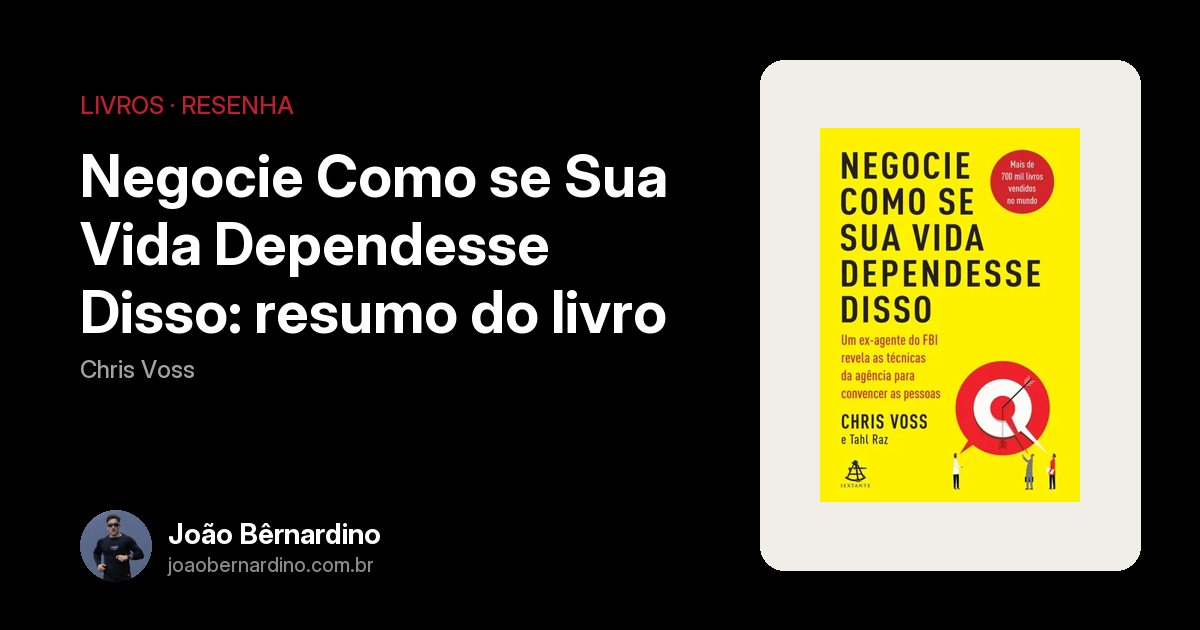 LIVROS · RESENHA
Negocie Como se Sua
Vida Dependesse
Disso: resumo do livro
Chris Voss
João Bêrnardino
joaobernardino.com.br
NEGOCIE
COMO SE
SUA VIDA
DEPENDESSE
DISSO
Mais de
700 mil livros
vendidos
no mundo
Um ex-agente do FBI
revela as técnicas
da agência para
convencer as pessoas
CHRIS VOSS
e Tahl Raz
SEXTANTE